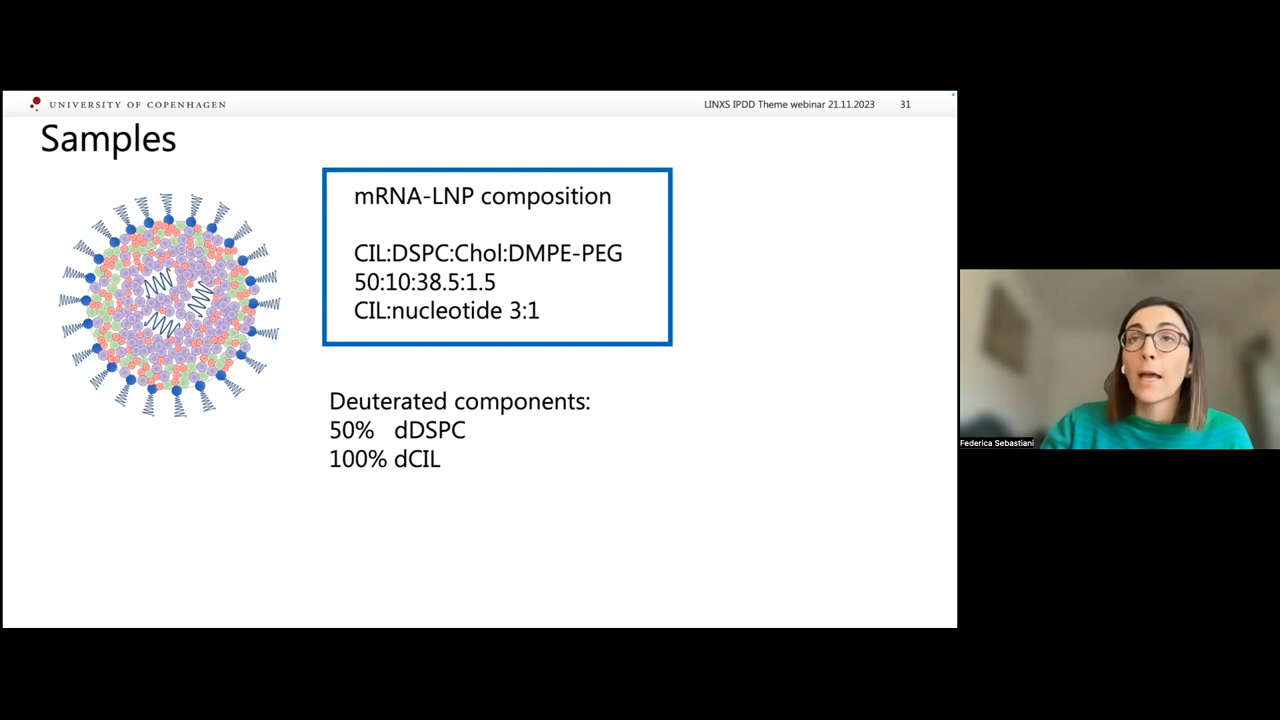 UNIVERSITY OF COPENHAGEN
LINXS IPDD Theme webinar 21.11.2023 31
Samples
mRNA-LNP composition
CIL:DSPC:Chol:DMPE-PEG
50:10:38.5:1.5
CIL:nucleotide 3:1
Deuterated components:
50% dDSPC
100% dCIL
Federica Sebastiani